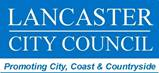 LANCASTER
CITY COUNCIL
Promoting City, Coast & Countryside